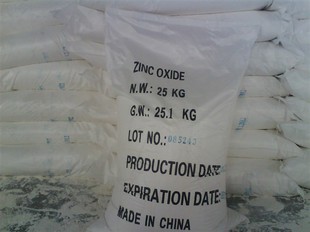 ZINC OXIDE
N.W.: 25 KG
G.W.: 25.1 KG
LOT NO.:
PRODUCTION DATE:
EXPIRATION DATE:
MADE IN CHINA